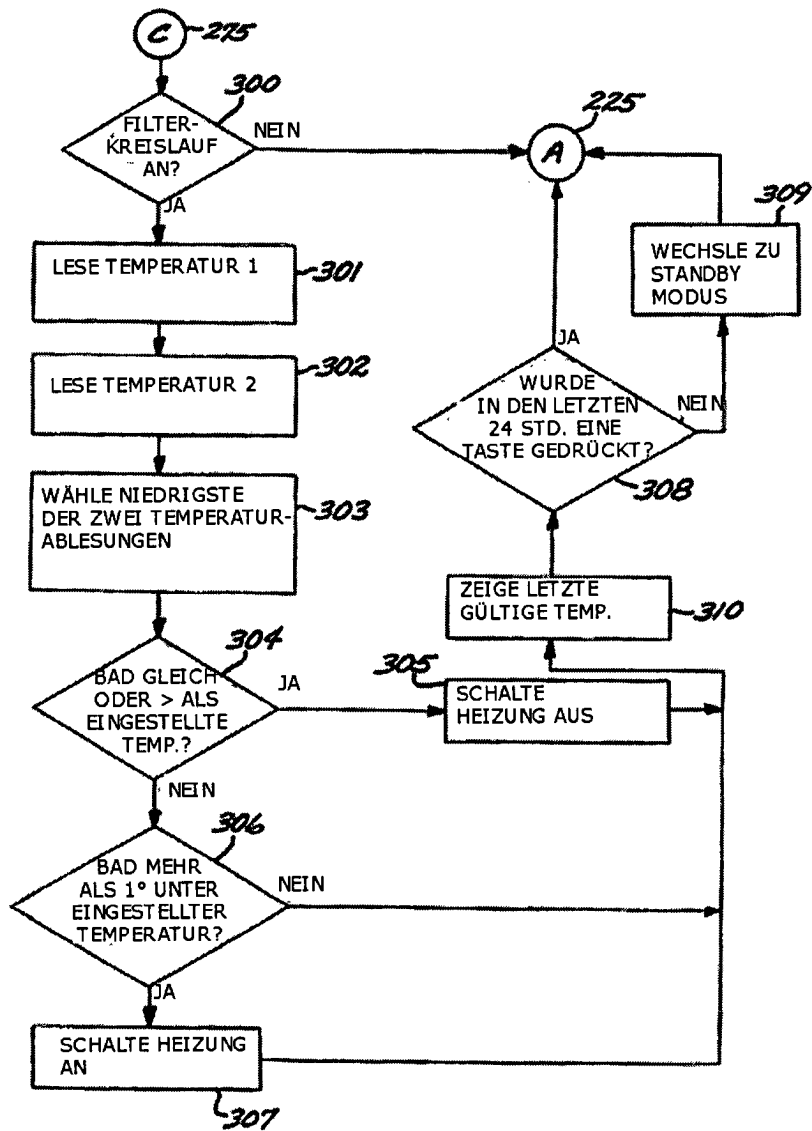 C
275
300
FILTER-
KREISLAUF
AN?
NEIN
JA
225
A
309
WECHSLE ZU
STANDBY
MODUS
LESE TEMPERATUR 1
301
LESE TEMPERATUR 2
302
WÄHLE NIEDRIGSTE
DER ZWEI TEMPERATUR-
ABLESUNGEN
303
JA
WURDE
IN DEN LETZTEN
24 STD. EINE
TASTE GEDRÜCKT?
NEIN
308
ZEIGE LETZTE
GÜLTIGE TEMP.
310
304
BAD GLEICH
ODER > ALS
EINGESTELLTE
TEMP.?
JA
NEIN
305
SCHALTE
HEIZUNG AUS
306
BAD MEHR
ALS 1° UNTER
EINGESTELLTER
TEMPERATUR?
NEIN
JA
SCHALTE HEIZUNG
AN
307